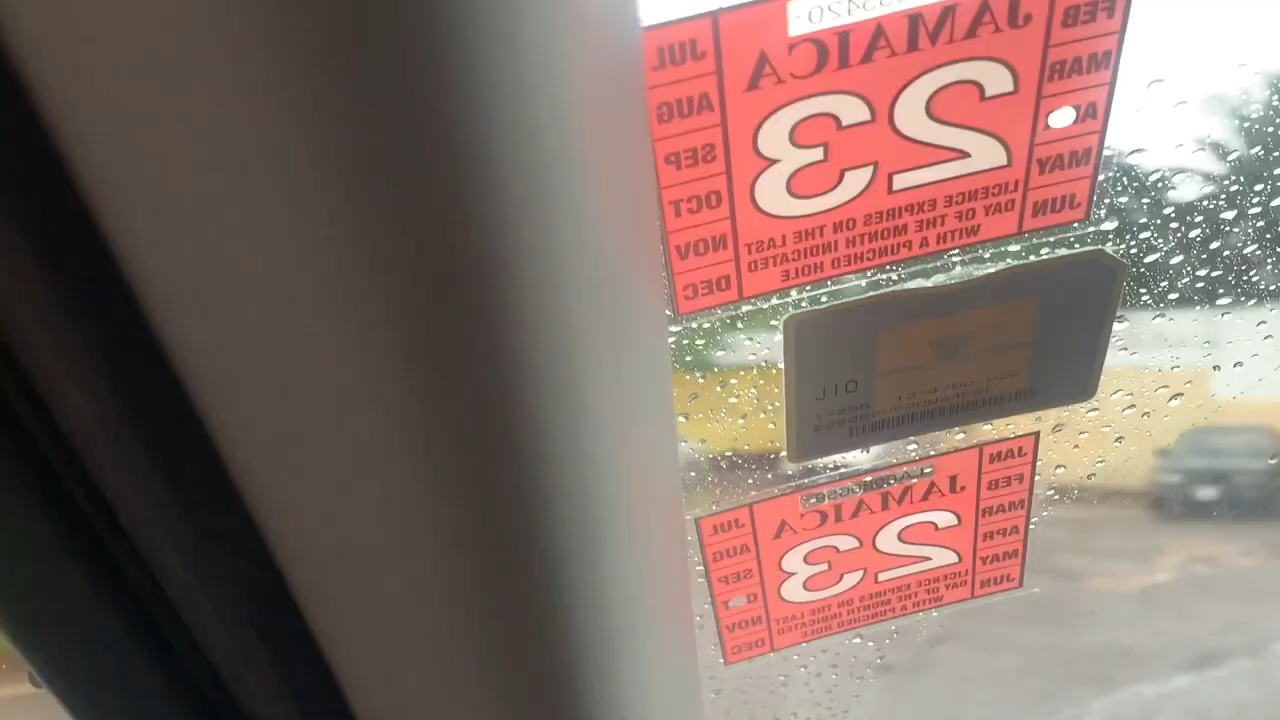 JAMAICA
23
FEB
MAR
MAY
JUN
JUL
AUG
SEP
OCT
NOV
DEC
LICENCE EXPIRES ON THE LAST
DAY OF THE MONTH INDICATED
WITH A PUNCHED HOLE
OIL
JAMAICA
23
JAN
FEB
MAR
APR
MAY
JUN
JUL
AUG
SEP
NOV
DEC
LICENCE EXPIRES ON THE LAST
DAY OF THE MONTH INDICATED
WITH A PUNCHED HOLE